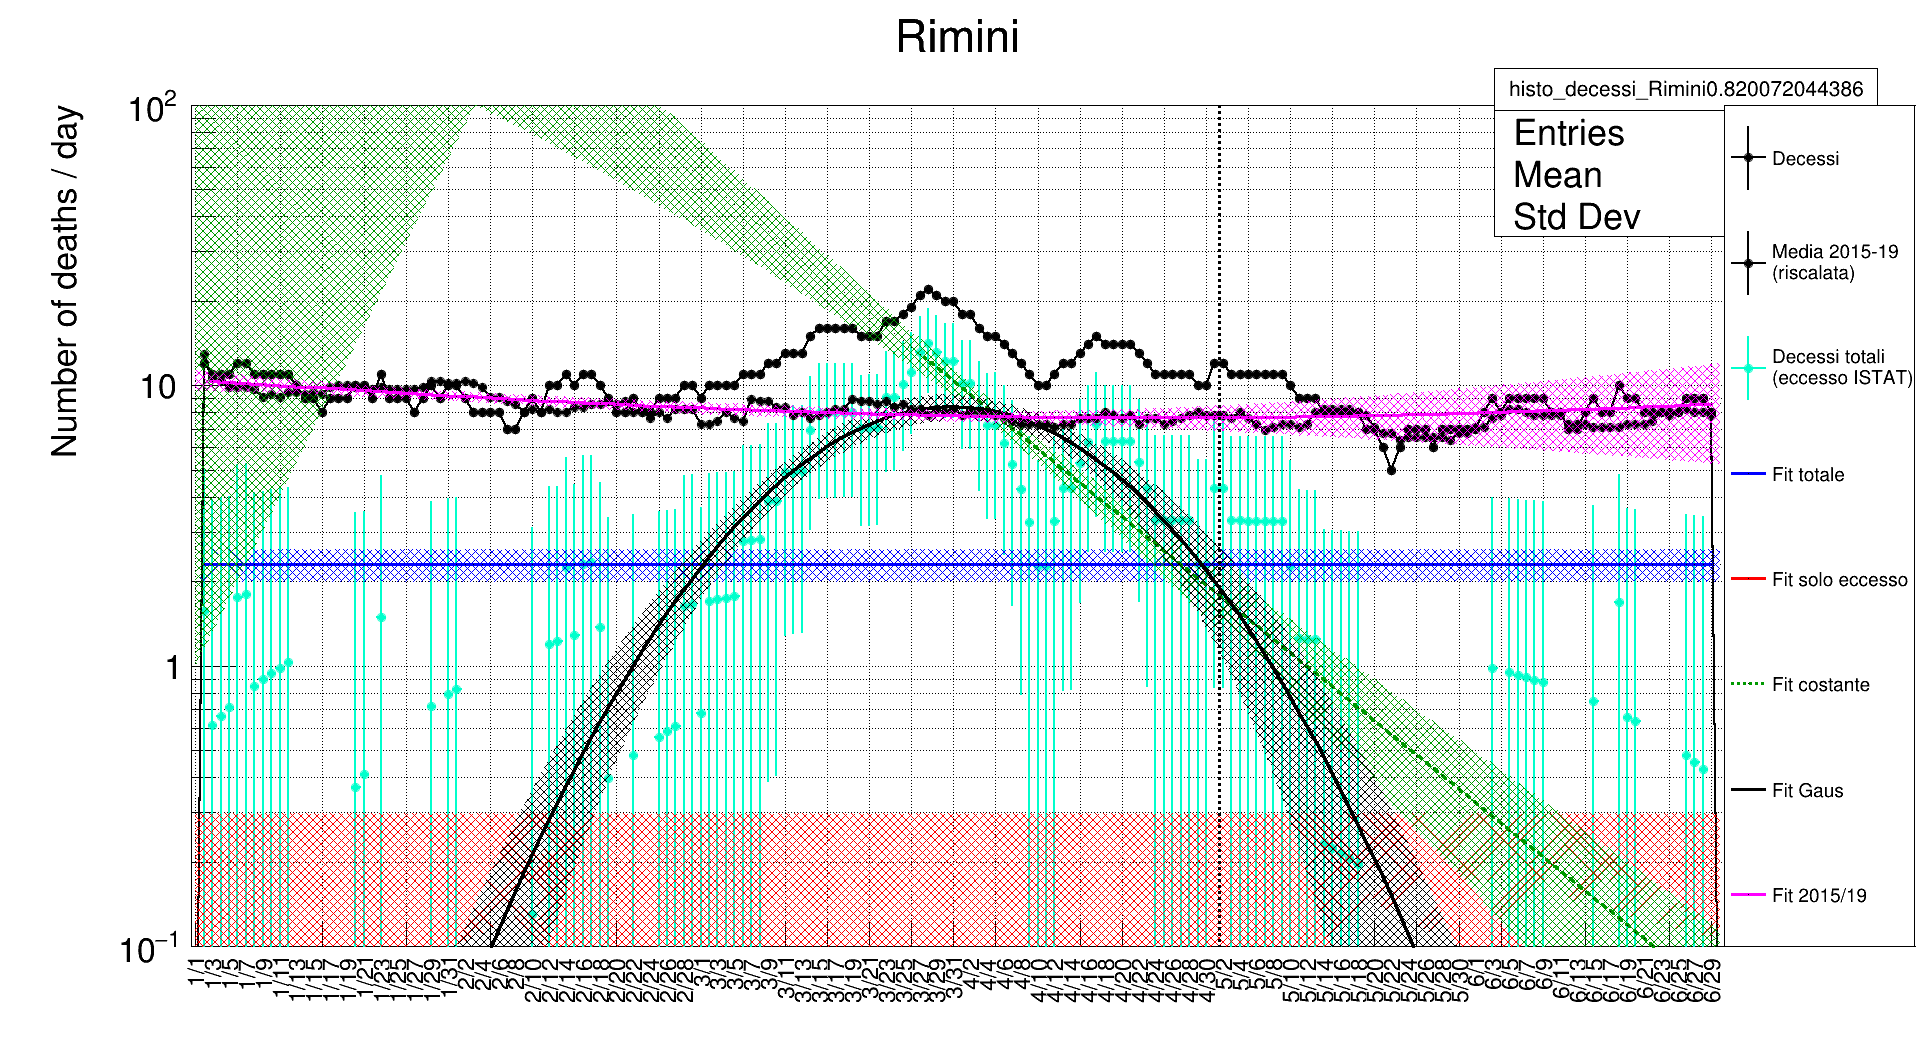 Rimini
histo_decessi_Rimini0.820072044386
Entries
Mean
Std Dev
Number of deaths / day
10²
10
1
10⁻¹
Decessi
Media 2015-19
(riscalata)
Decessi totali
(eccesso ISTAT)
Fit totale
Fit solo eccesso
Fit costante
Fit Gaus
Fit 2015/19
1/1 1/3 1/5 1/7 1/9 1/11 1/13 1/15 1/17 1/19 1/21 1/23 1/25 1/27 1/29 1/31 2/2 2/4 2/6 2/8 2/10 2/12 2/14 2/16 2/18 2/20 2/22 2/24 2/26 2/28 3/1 3/3 3/5 3/7 3/9 3/11 3/13 3/15 3/17 3/19 3/21 3/23 3/25 3/27 3/29 3/31 4/2 4/4 4/6 4/8 4/10 4/12 4/14 4/16 4/18 4/20 4/22 4/24 4/26 4/28 4/30 5/2 5/4 5/6 5/8 5/10 5/12 5/14 5/16 5/18 5/20 5/22 5/24 5/26 5/28 5/30 6/1 6/3 6/5 6/7 6/9 6/11 6/13 6/15 6/17 6/19 6/21 6/23 6/25 6/27 6/29